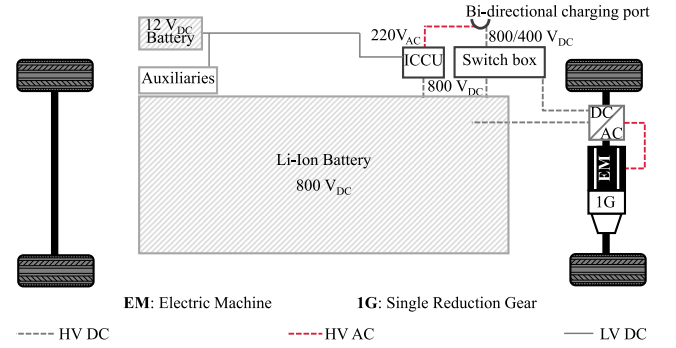 Bi-directional charging port
12 V_DC
Battery
220V_AC
800/400 V_DC
ICCU
Switch box
Auxiliaries
800 V_DC
DC
AC
Li-Ion Battery
800 V_DC
EM
1G
EM: Electric Machine
1G: Single Reduction Gear
HV DC
HV AC
LV DC